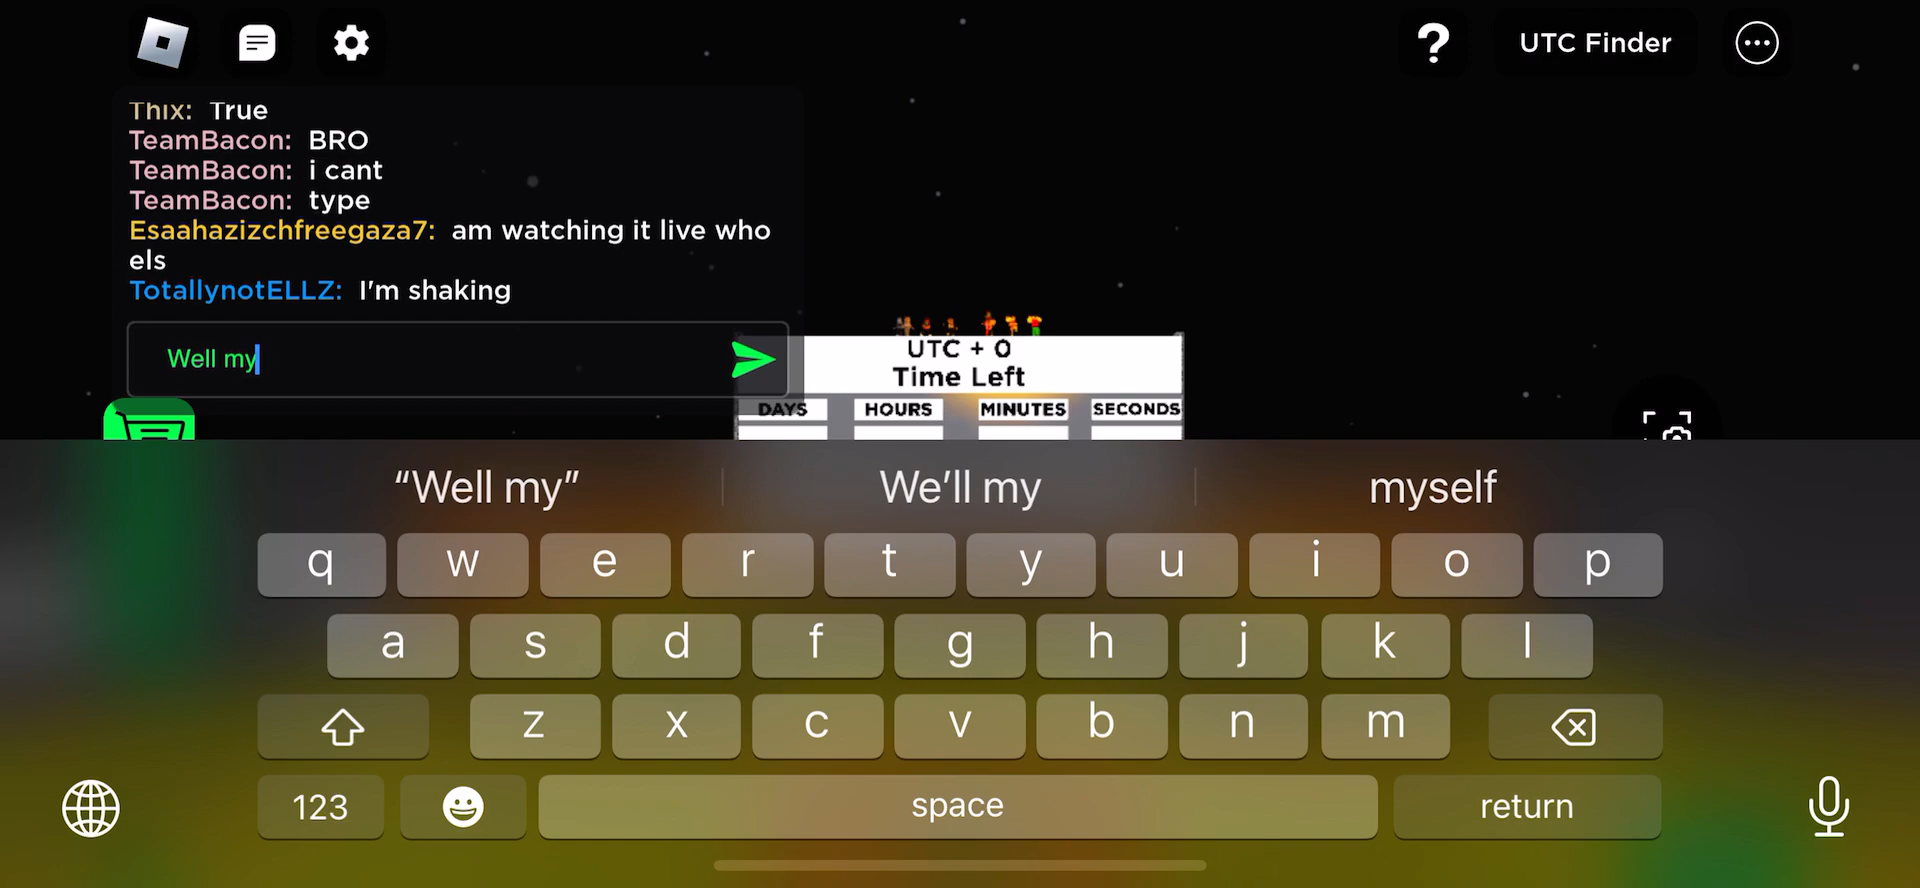 ? UTC Finder
Thix: True
TeamBacon: BRO
TeamBacon: i cant
TeamBacon: type
Esaahazizchfreegaza7: am watching it live who
els
TotallynotELLZ: I'm shaking
Well my
UTC + 0
Time Left
DAYS HOURS MINUTES SECONDS
“Well my” We’ll my myself
q w e r t y u i o p
a s d f g h j k l
z x c v b n m
123 space return